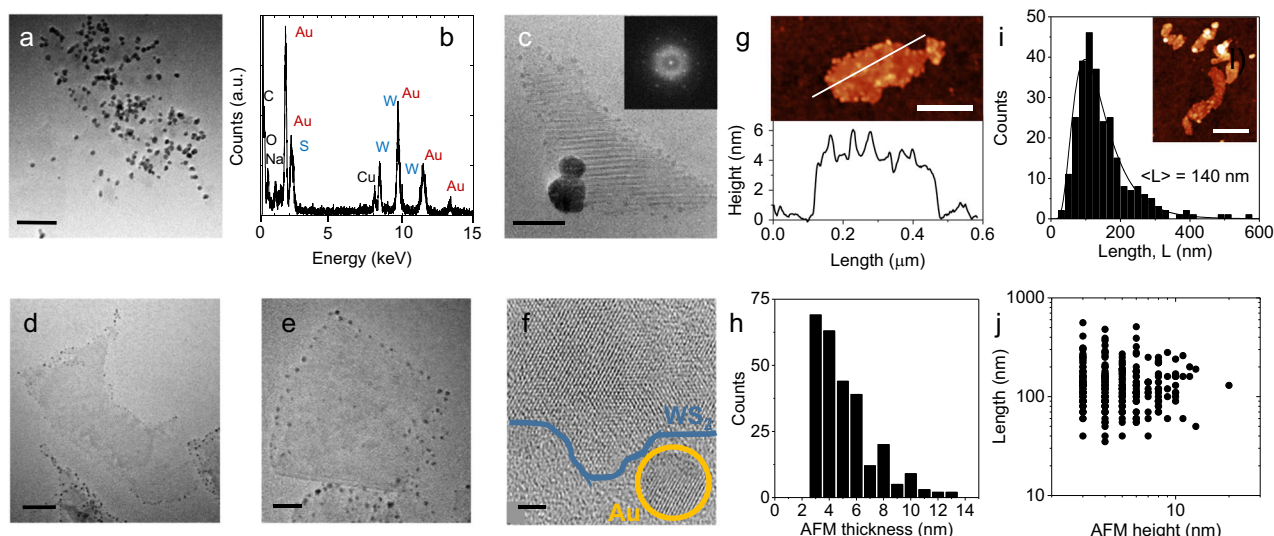 a
b
Au
Au
S
C
O
Na
Cu
W
W
Au
W
Au
Au
Counts (a.u.)
0
5
10
15
Energy (keV)
c
g
6
4
2
0
Height (nm)
0.0
0.2
0.4
0.6
Length (μm)
i
50
40
30
20
10
0
Counts
<L> = 140 nm
0
200
400
600
Length, L (nm)
d
e
f
WS2
Au
h
75
50
25
0
Counts
0
2
4
6
8
10
12
14
AFM thickness (nm)
j
1000
100
10
Length (nm)
10
AFM height (nm)